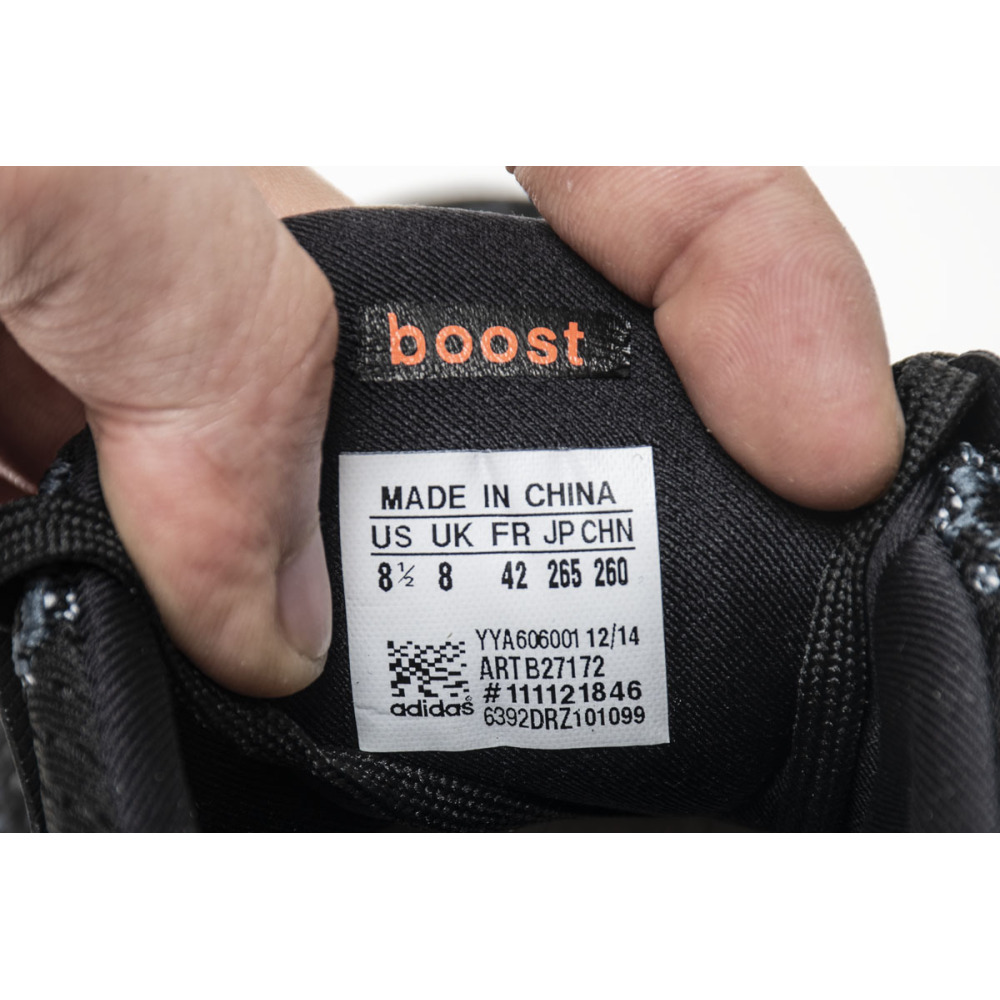 boost
MADE IN CHINA
US UK FR JP CHN
8½ 8 42 265 260
YYA606001 12/14
ART B27172
#111121846
adidas
6392DRZ101099